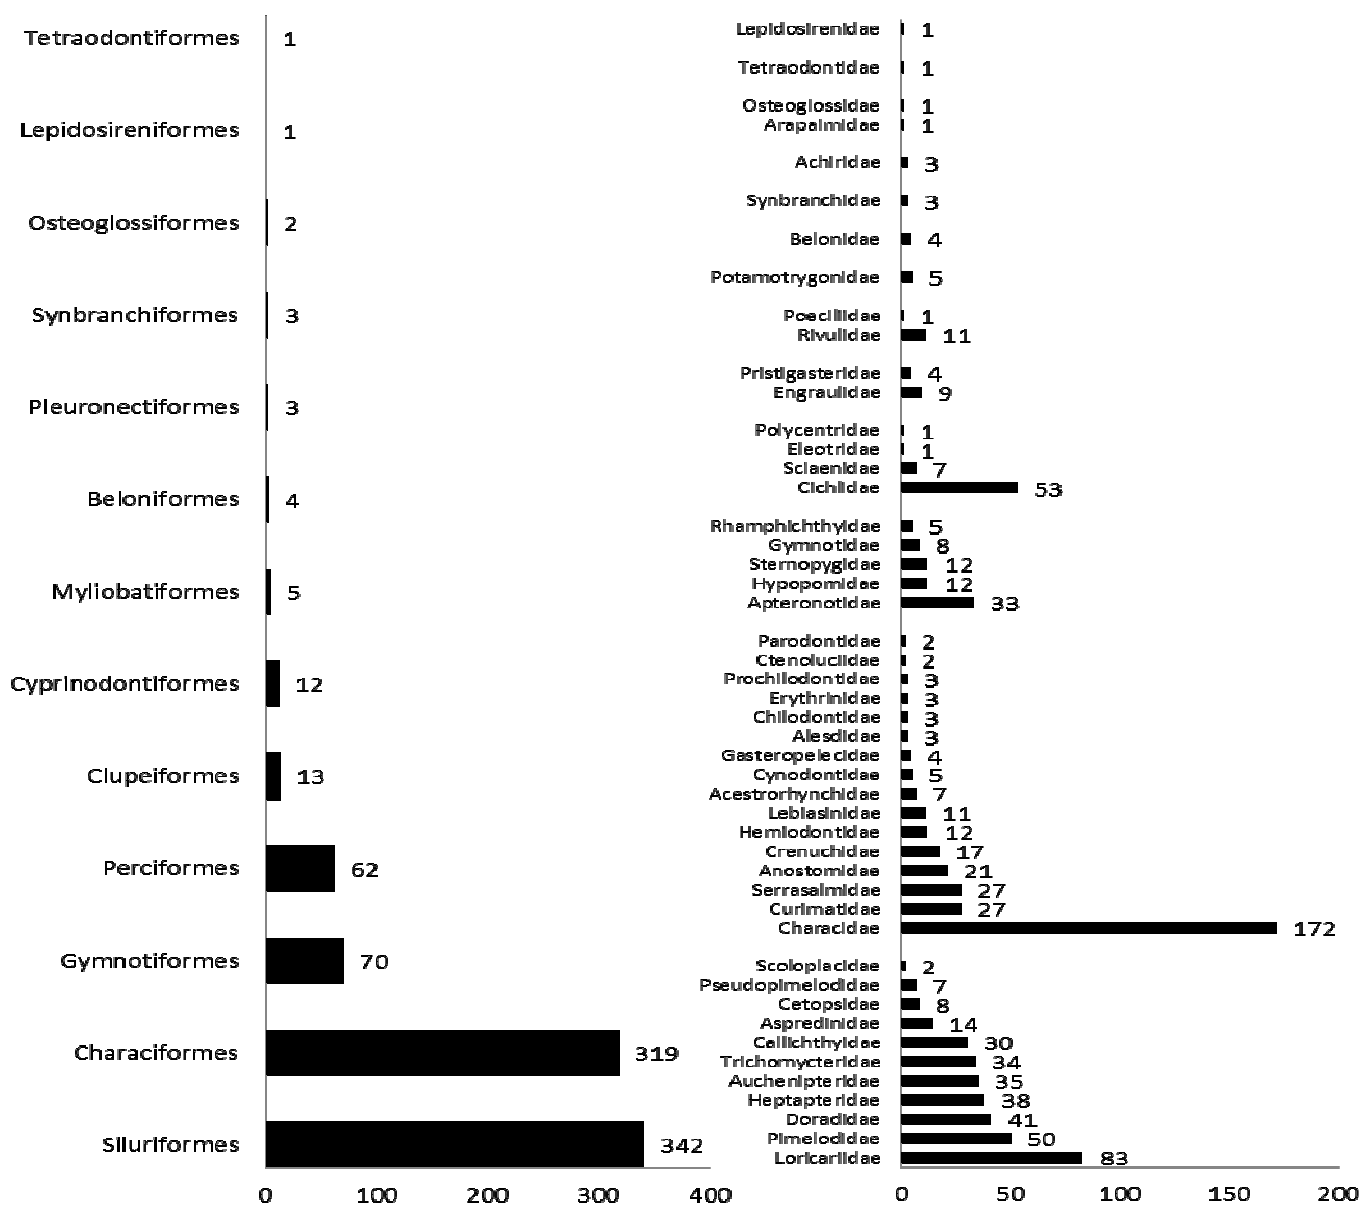 Tetraodontiformes 1
Lepidosireniformes 1
Osteoglossiformes 2
Synbranchiformes 3
Pleuronectiformes 3
Beloniformes 4
Myliobatiformes 5
Cyprinodontiformes 12
Clupeiformes 13
Perciformes 62
Gymnotiformes 70
Characiformes 319
Siluriformes 342
0 100 200 300 400
Lepidosirenidae 1
Tetraodontidae 1
Osteoglossidae 1
Arapaimidae 1
Achiridae 3
Synbranchidae 3
Belonidae 4
Potamotrygonidae 5
Poeciliidae 1
Rivulidae 11
Pristigasteridae 4
Engraulidae 9
Polycentridae 1
Eleotridae 1
Sciaenidae 7
Cichlidae 53
Rhamphichthyidae 5
Gymnotidae 8
Sternopygidae 12
Hypopomidae 12
Apteronotidae 33
Parodontidae 2
Ctenoluciidae 2
Prochilodontidae 3
Erythrinidae 3
Chilodontidae 3
Alesdidae 3
Gasteropelecidae 4
Cynodontidae 5
Acestrorhynchidae 7
Lebiasinidae 11
Hemiodontidae 12
Crenuchidae 17
Anostomidae 21
Serrasalmidae 27
Curimatidae 27
Characidae 172
Scoloplacidae 2
Pseudopimelodidae 7
Cetopsidae 8
Aspredinidae 14
Callichthyidae 30
Trichomycteridae 34
Auchenipteridae 35
Heptapteridae 38
Doradidae 41
Pimelodidae 50
Loricariidae 83
0 50 100 150 200